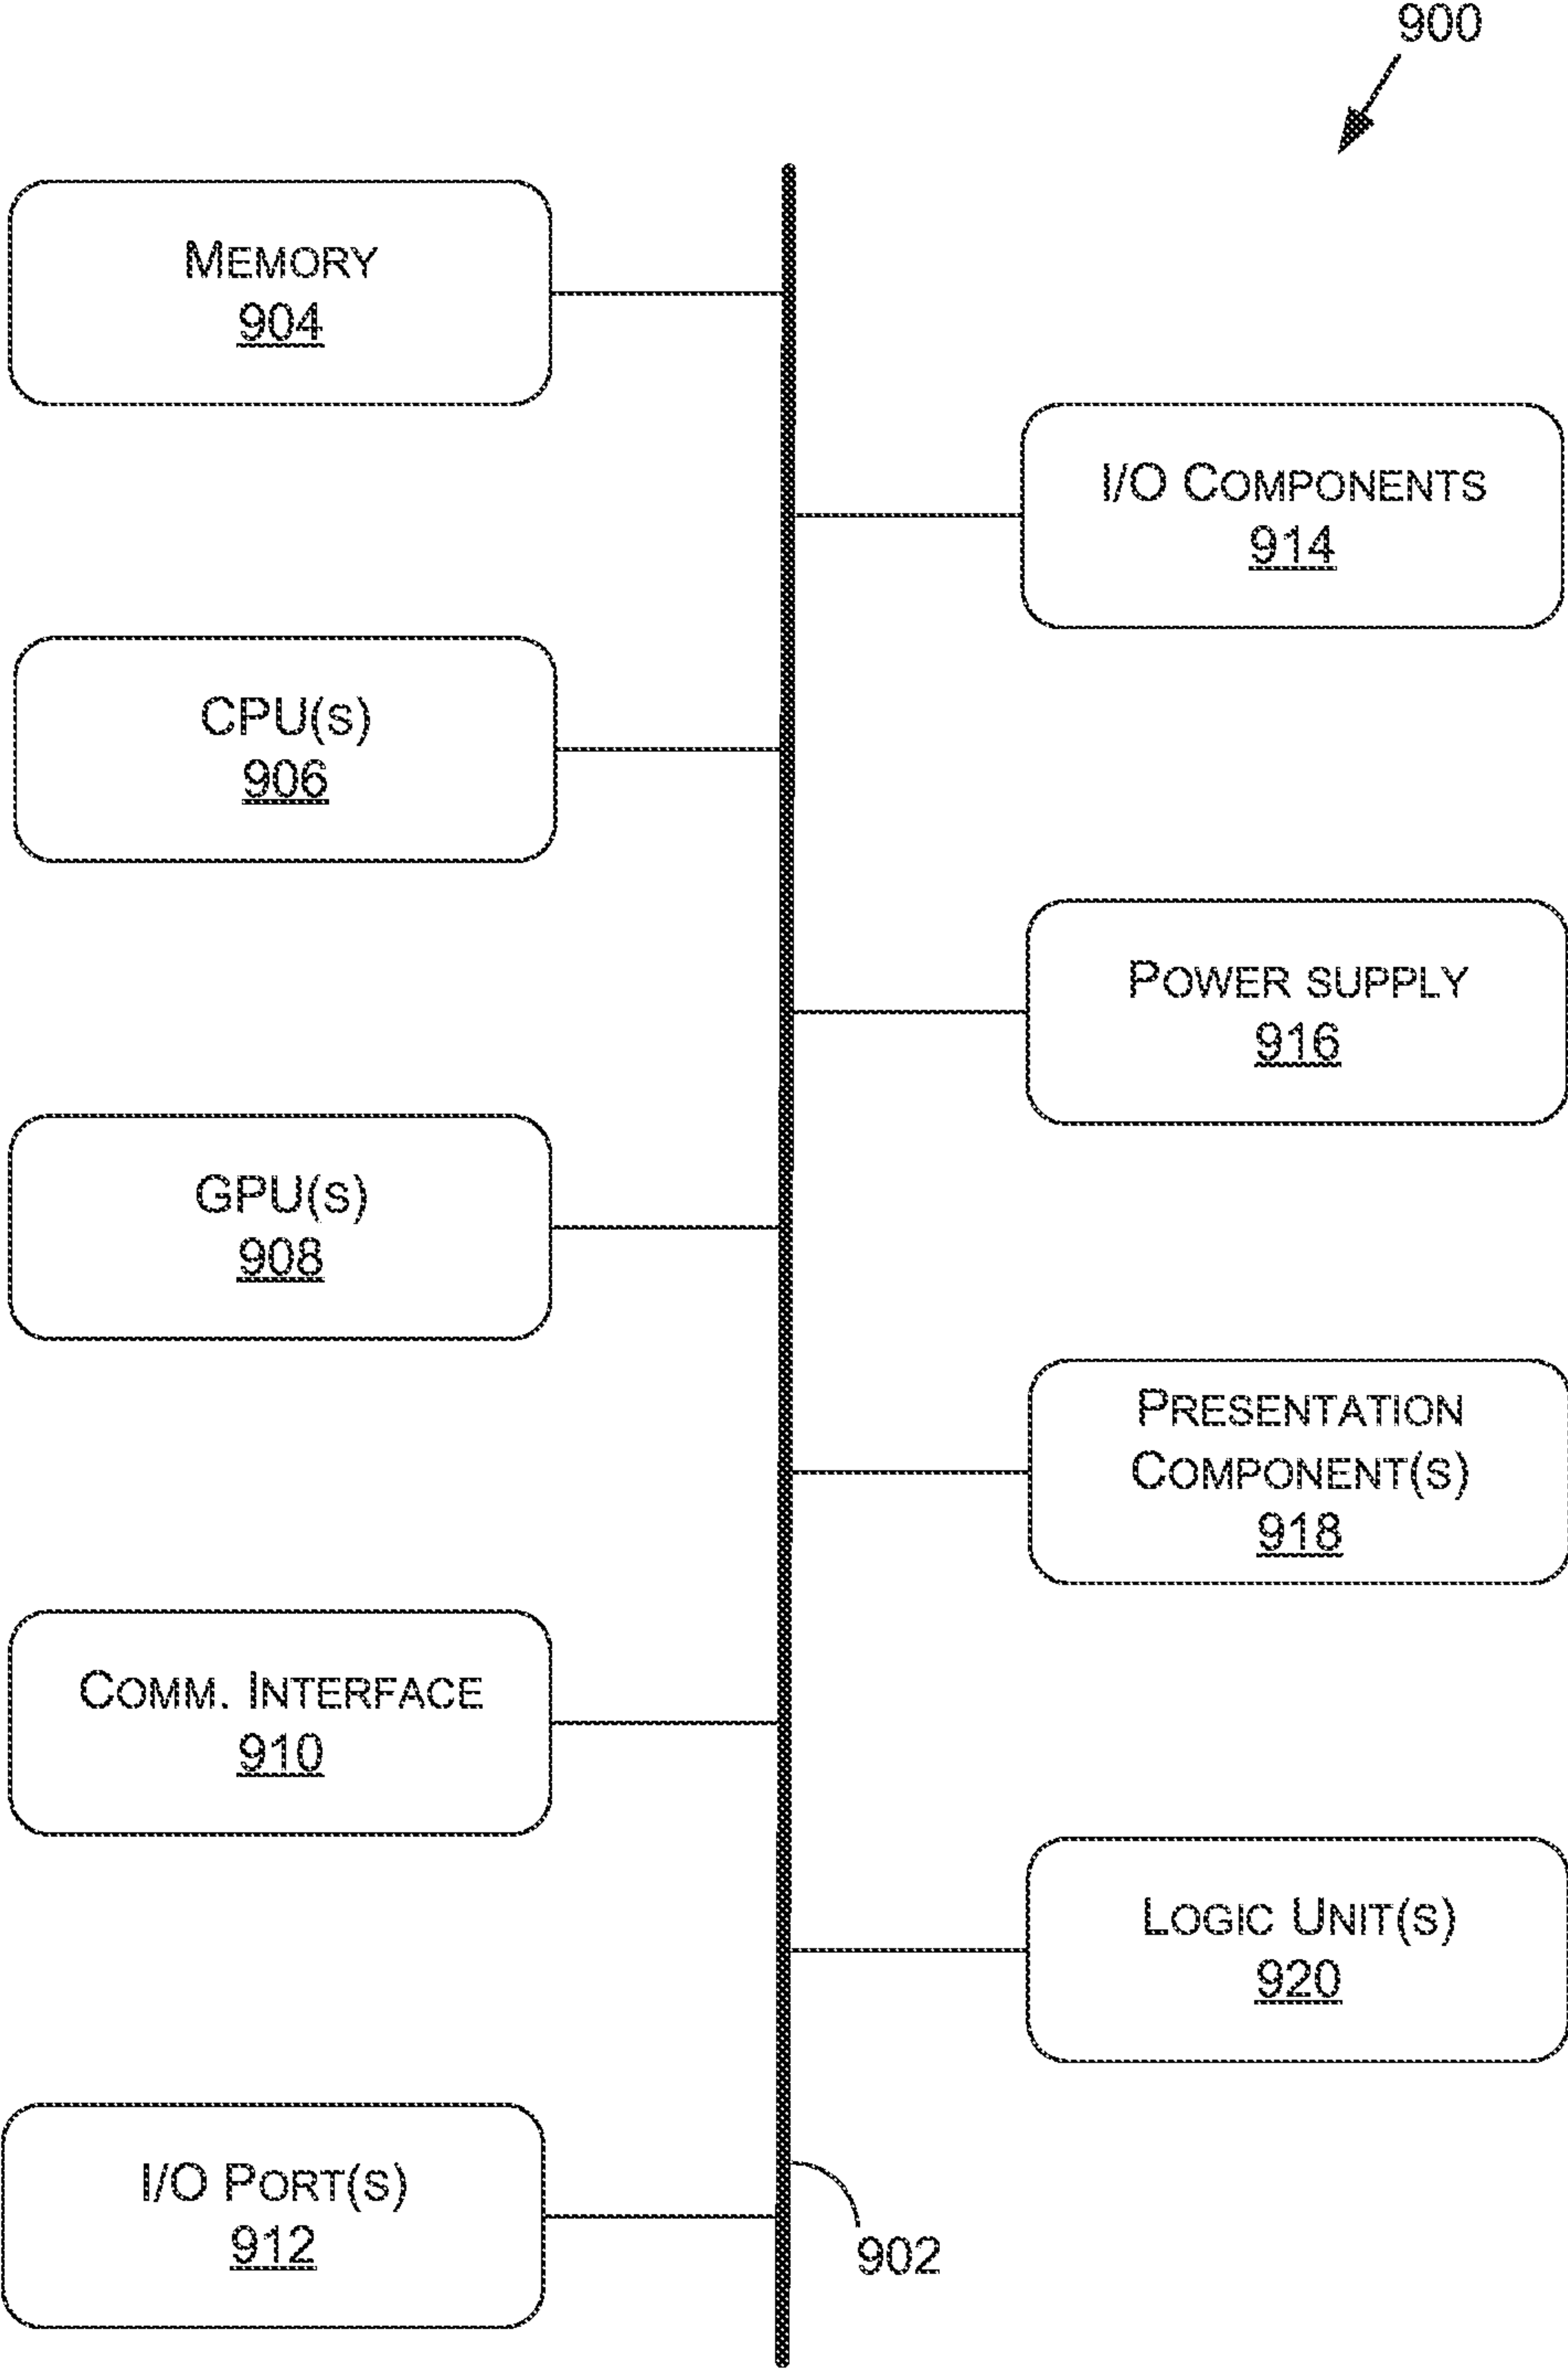 900
MEMORY
904
I/O COMPONENTS
914
CPU(S)
906
POWER SUPPLY
916
GPU(S)
908
PRESENTATION
COMPONENT(S)
918
COMM. INTERFACE
910
LOGIC UNIT(S)
920
I/O PORT(S)
912
902